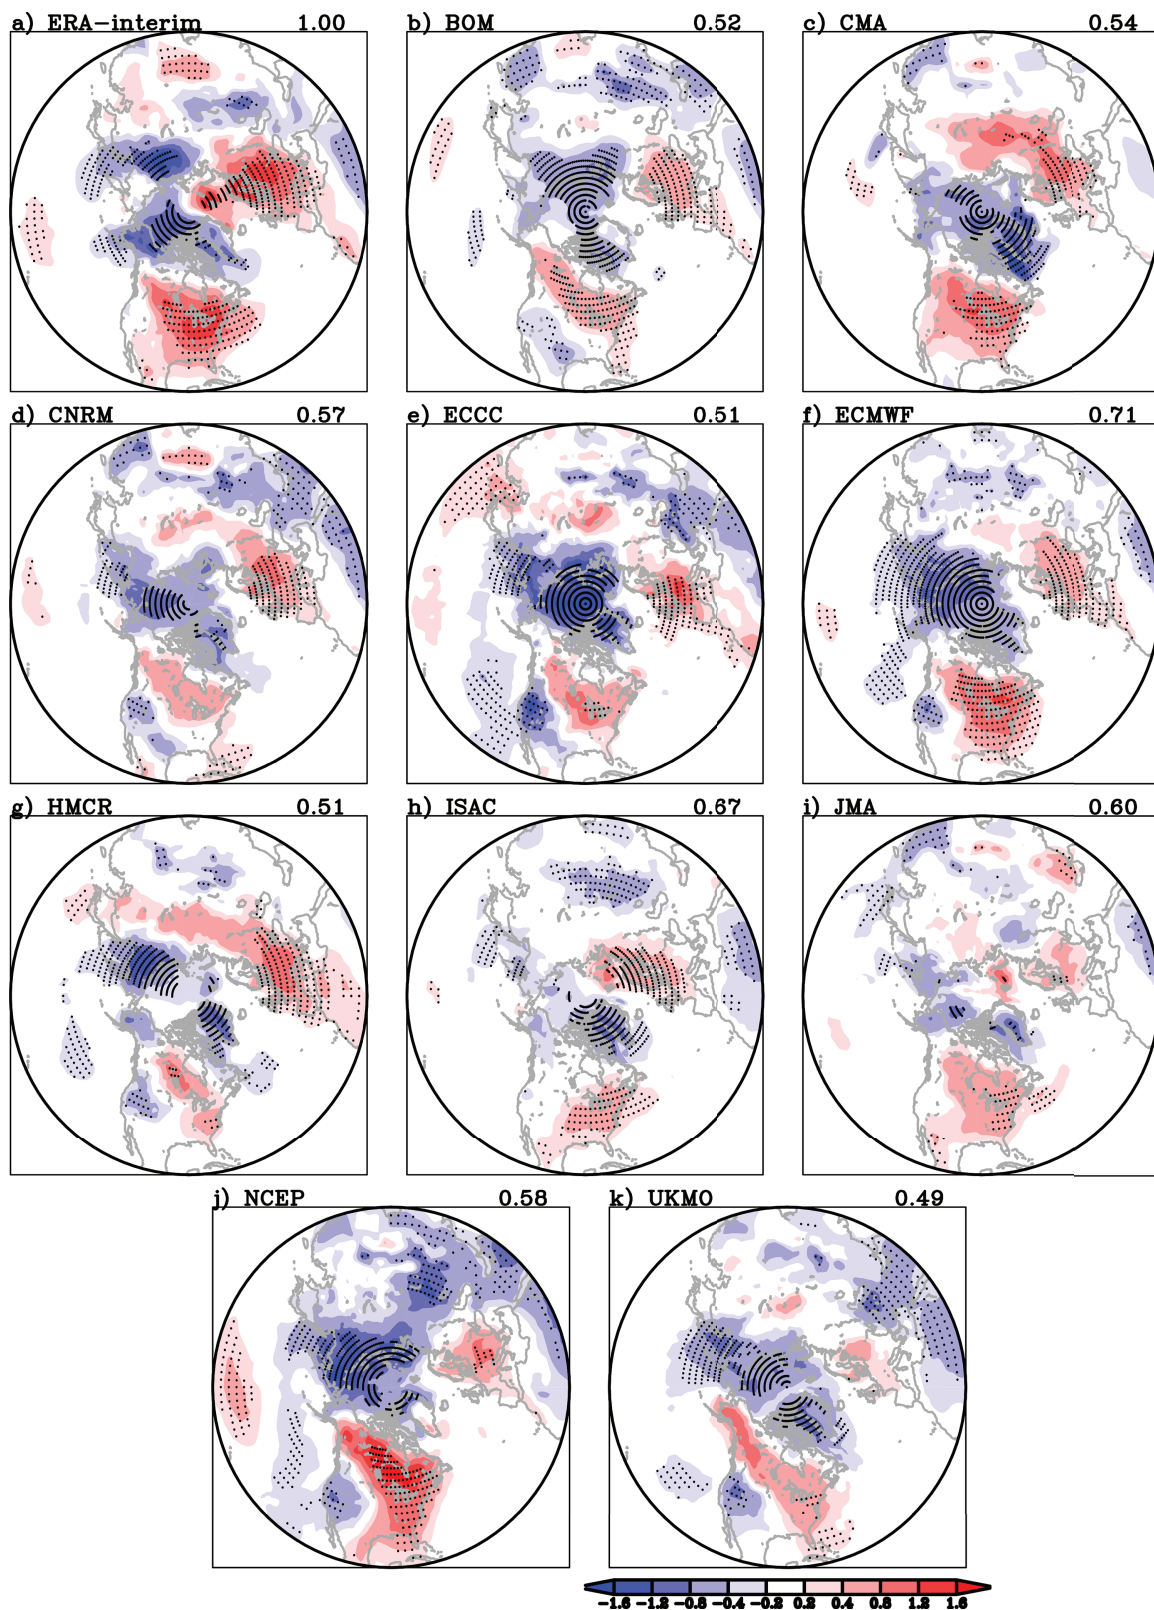 a) ERA−interim 1.00
b) BOM 0.52
c) CMA 0.54
d) CNRM 0.57
e) ECCC 0.51
f) ECMWF 0.71
g) HMCR 0.51
h) ISAC 0.67
i) JMA 0.60
j) NCEP 0.58
k) UKMO 0.49
−1.6 −1.2 −0.8 −0.4 −0.2 0.2 0.4 0.8 1.2 1.6